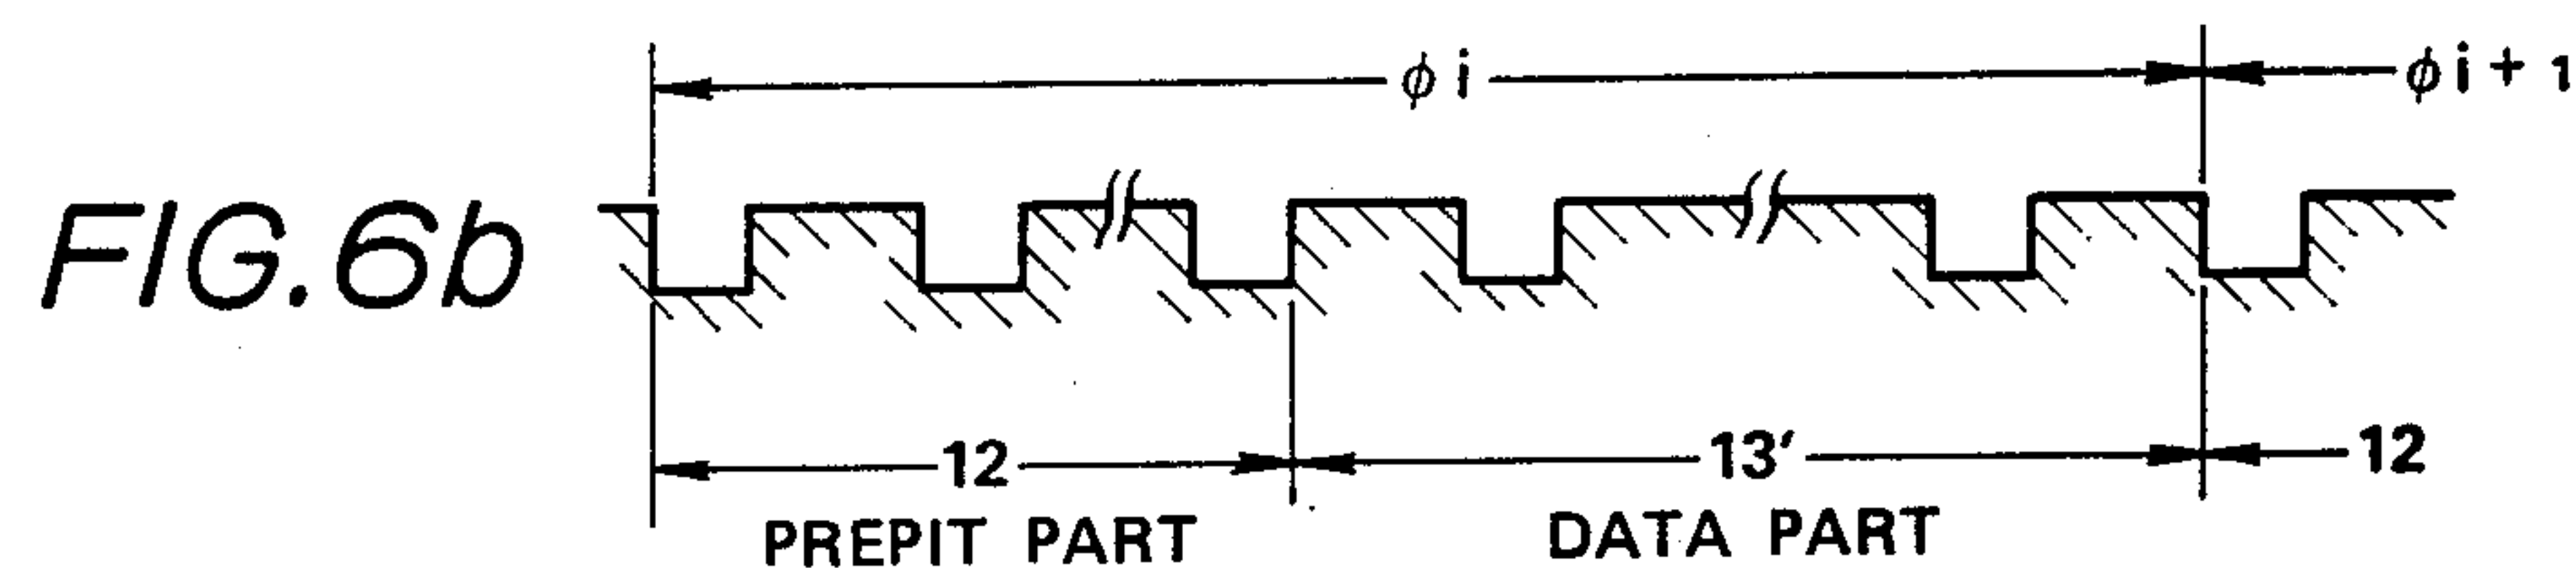 φi φi+1
FIG.6b
12 13' 12
PREPIT PART DATA PART